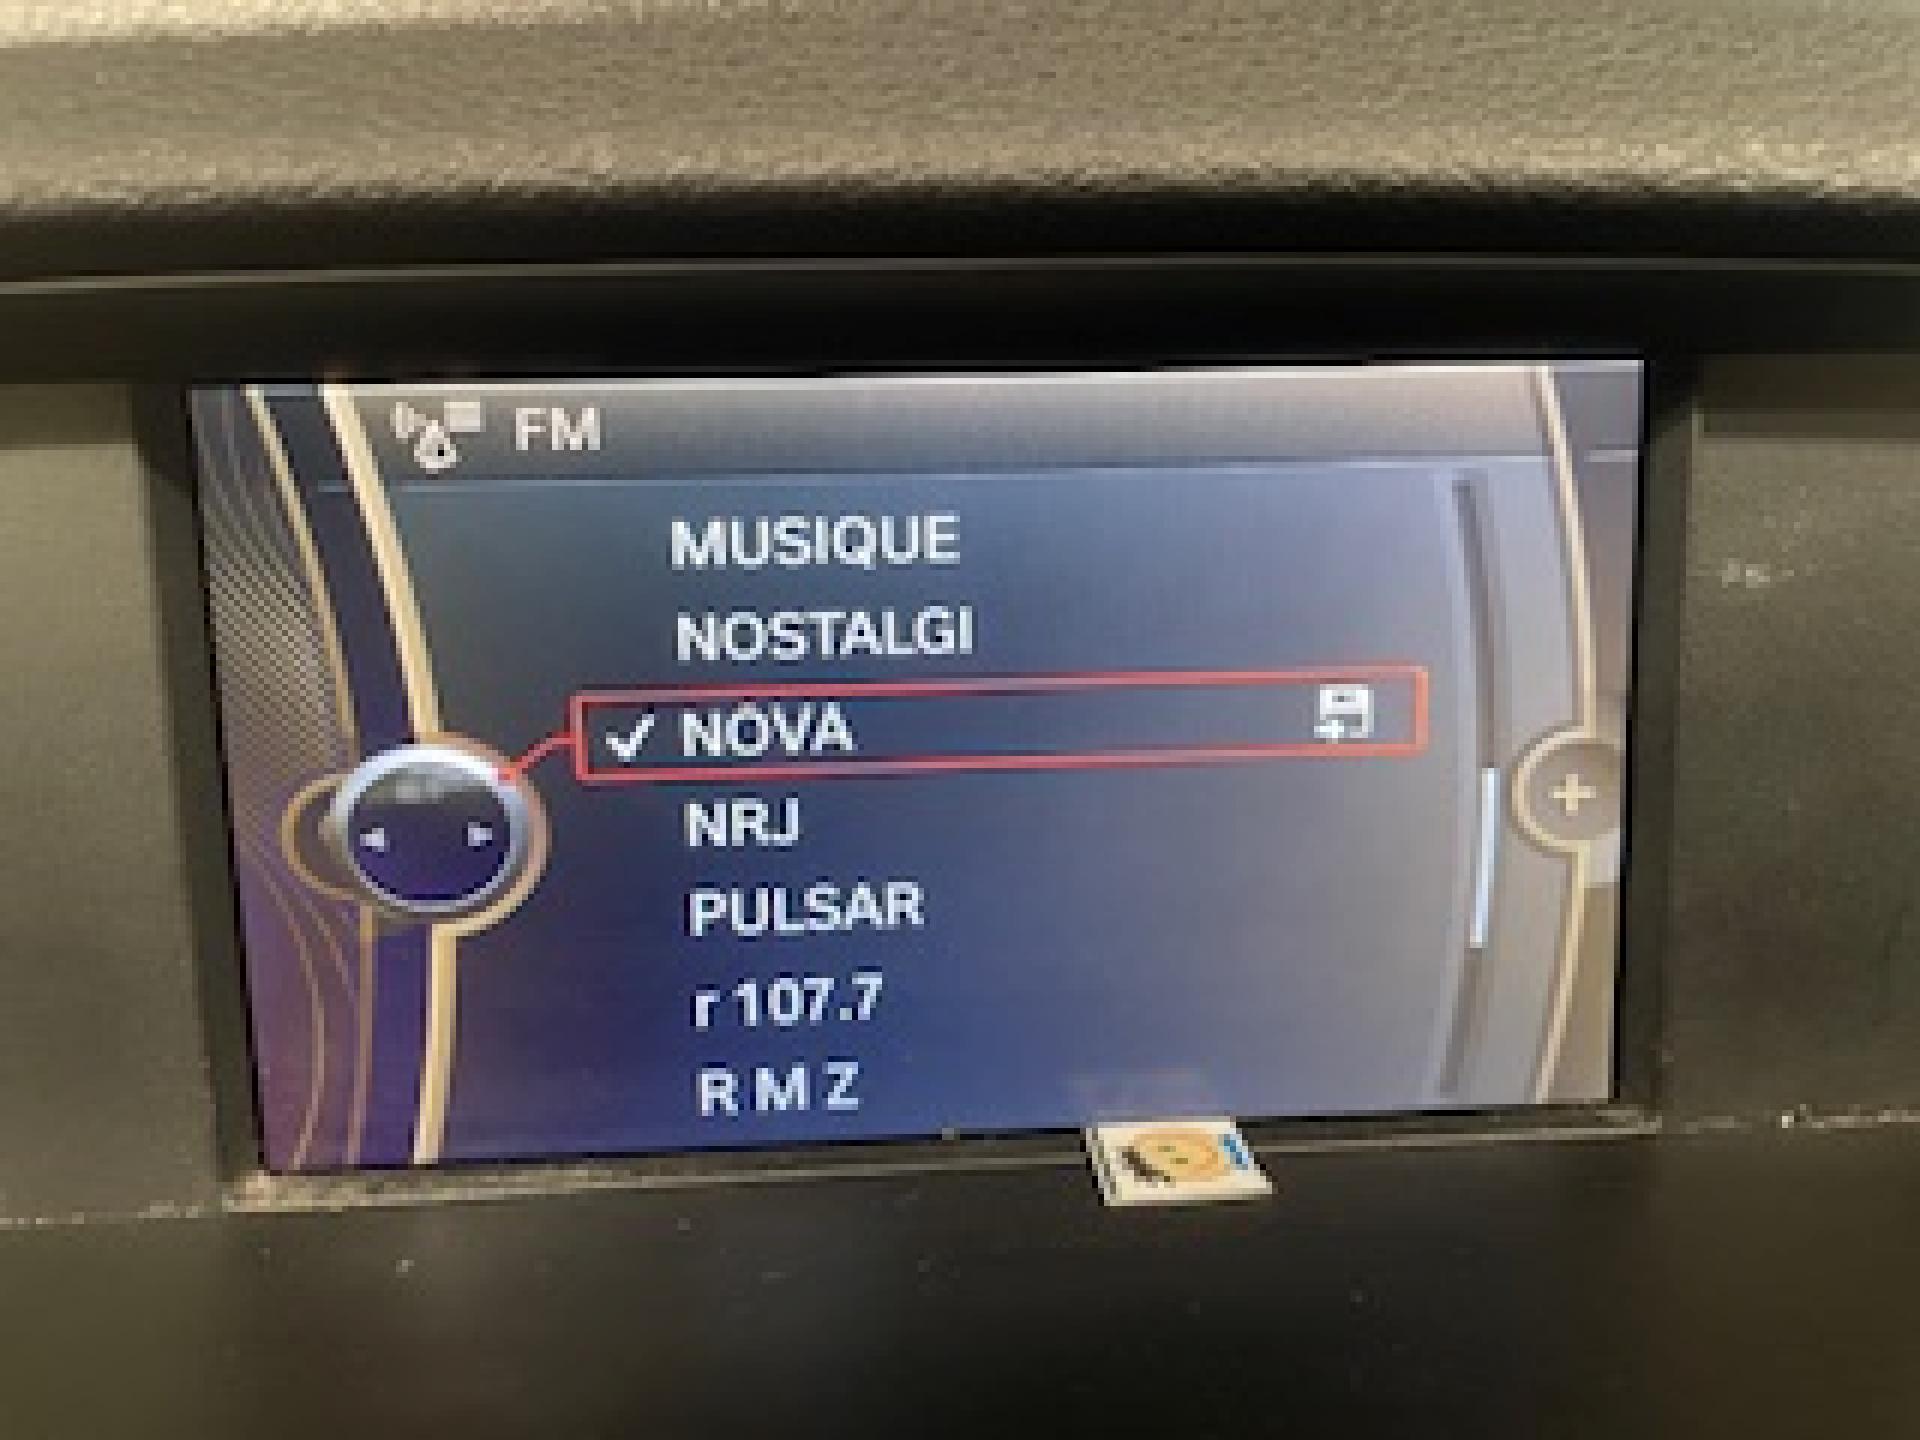 FM
MUSIQUE
NOSTALGI
NOVA
NRJ
PULSAR
r 107.7
R M Z